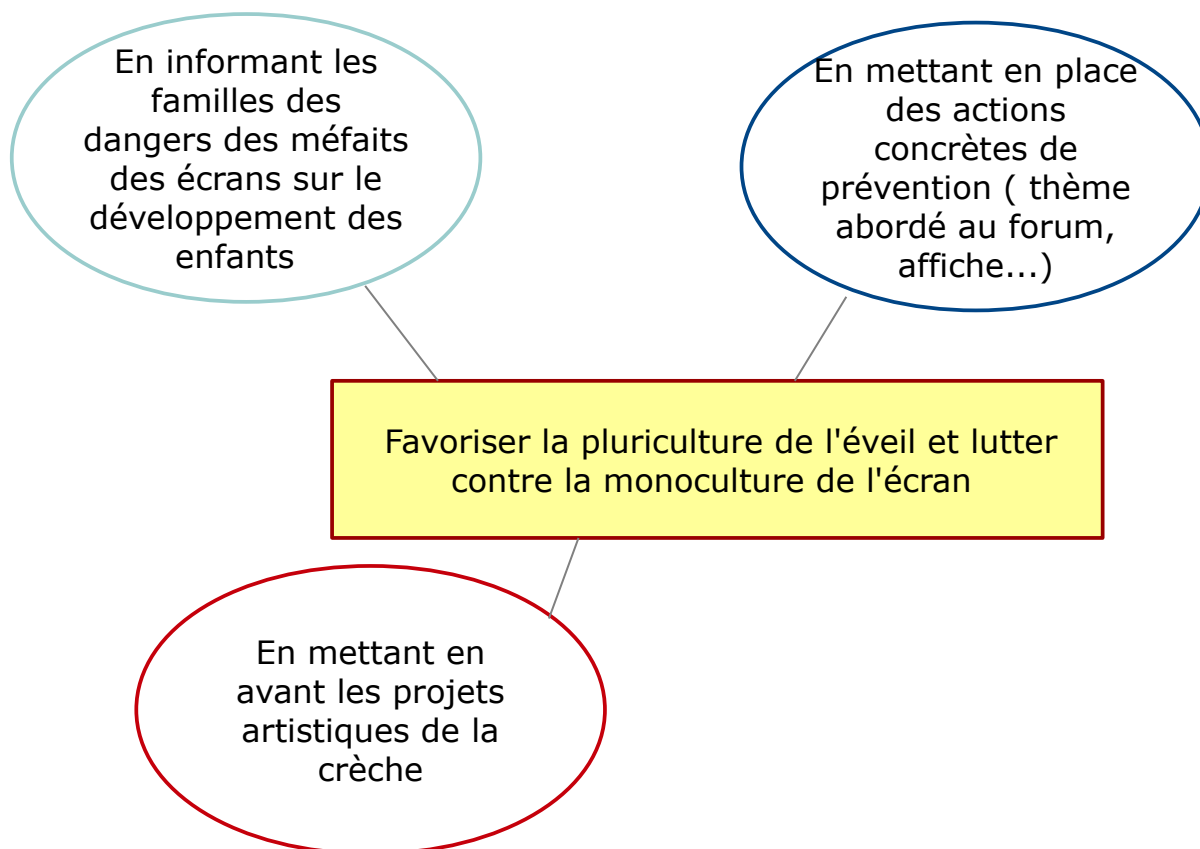 En informant les
familles des
dangers des méfaits
des écrans sur le
développement des
enfants
En mettant en place
des actions
concrètes de
prévention ( thème
abordé au forum,
affiche...)
Favoriser la pluriculture de l'éveil et lutter
contre la monoculture de l'écran
En mettant en
avant les projets
artistiques de la
crèche